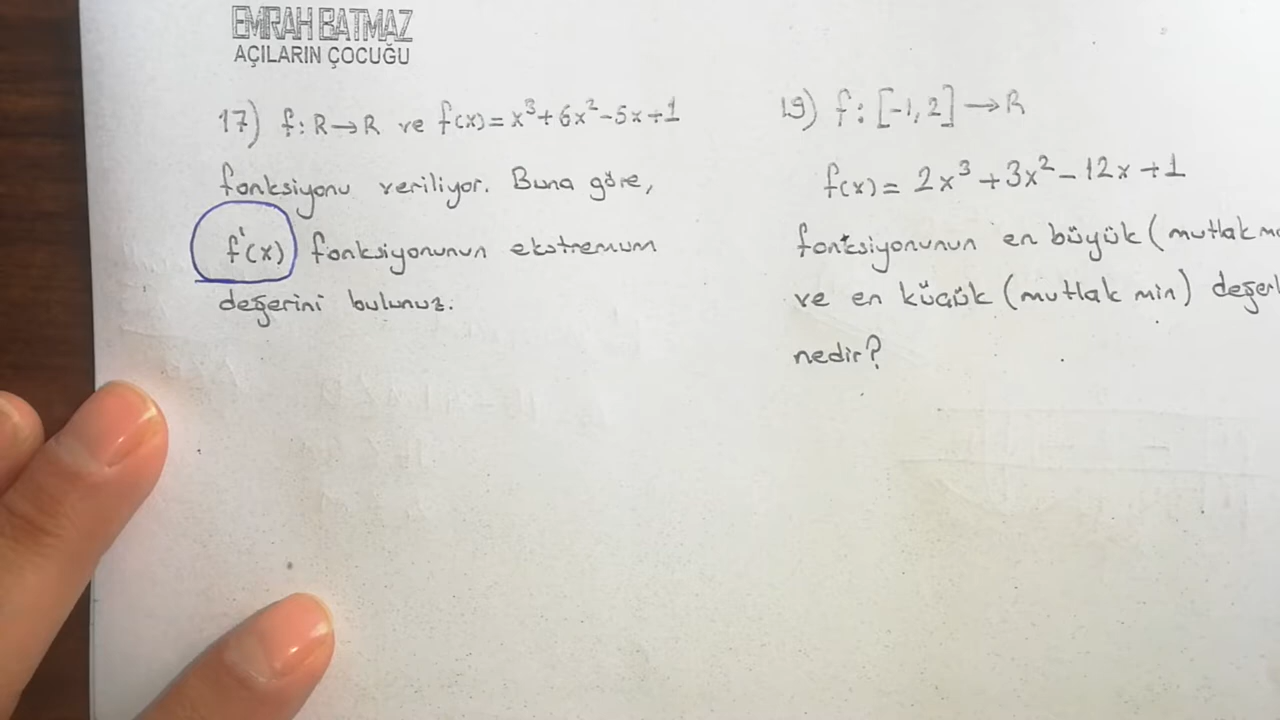 EMRAH BATMAZ
AÇILARIN ÇOCUĞU
17) f: R→R ve f(x) = x³+6x²-5x+1
fonksiyonu veriliyor. Buna göre,
f'(x) fonksiyonunun ekstremum
değerini bulunuz.
19) f: [-1, 2] → R
f(x) = 2x³ + 3x² - 12x + 1
fonksiyonunun en büyük (mutlak
ve en küçük (mutlak min)
nedir?